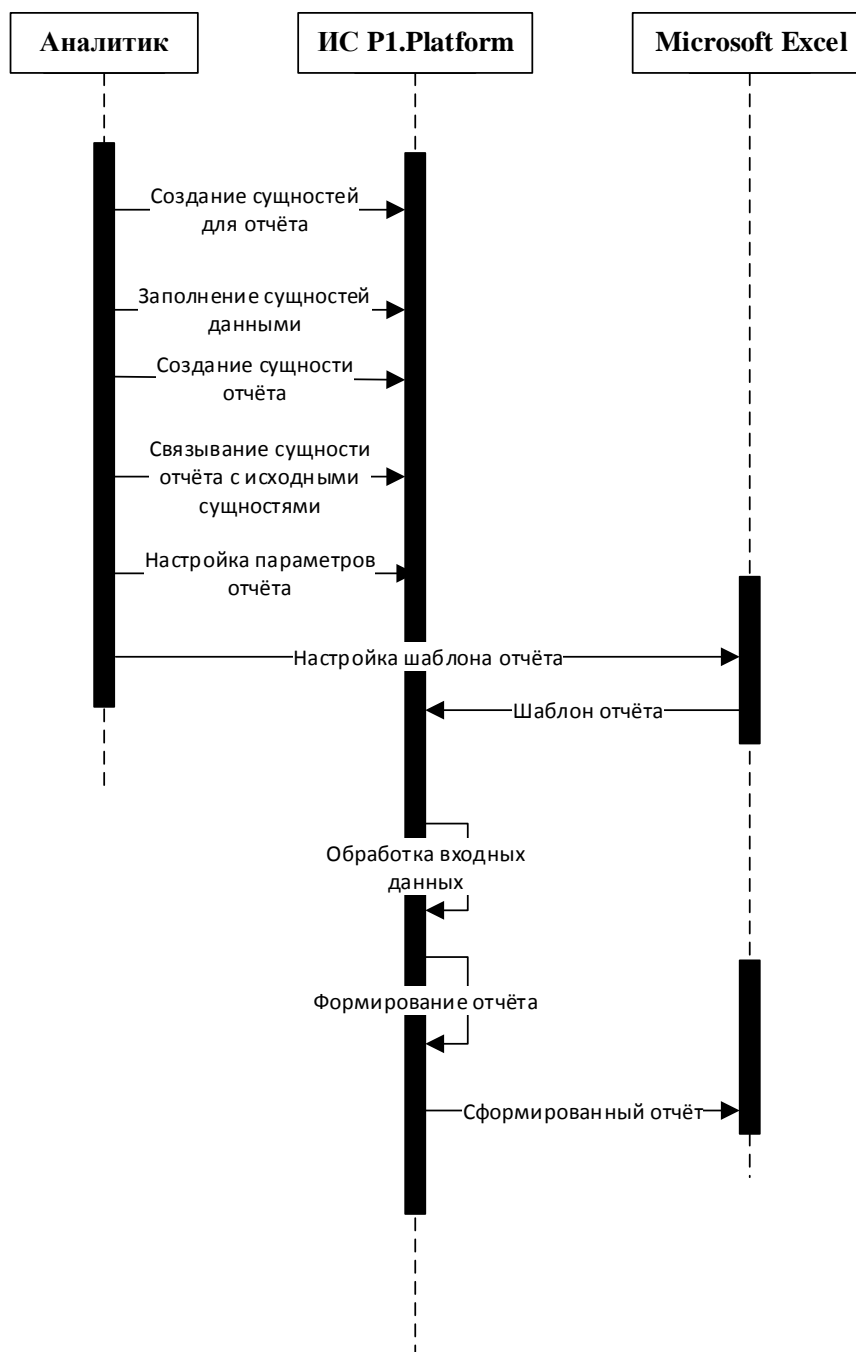 Аналитик
ИС P1.Platform
Microsoft Excel
Создание сущностей
для отчёта
Заполнение сущностей
данными
Создание сущности
отчёта
Связывание сущности
отчёта с исходными
сущностями
Настройка параметров
отчёта
Настройка шаблона отчёта
Шаблон отчёта
Обработка входных
данных
Формирование отчёта
Сформированный отчёт